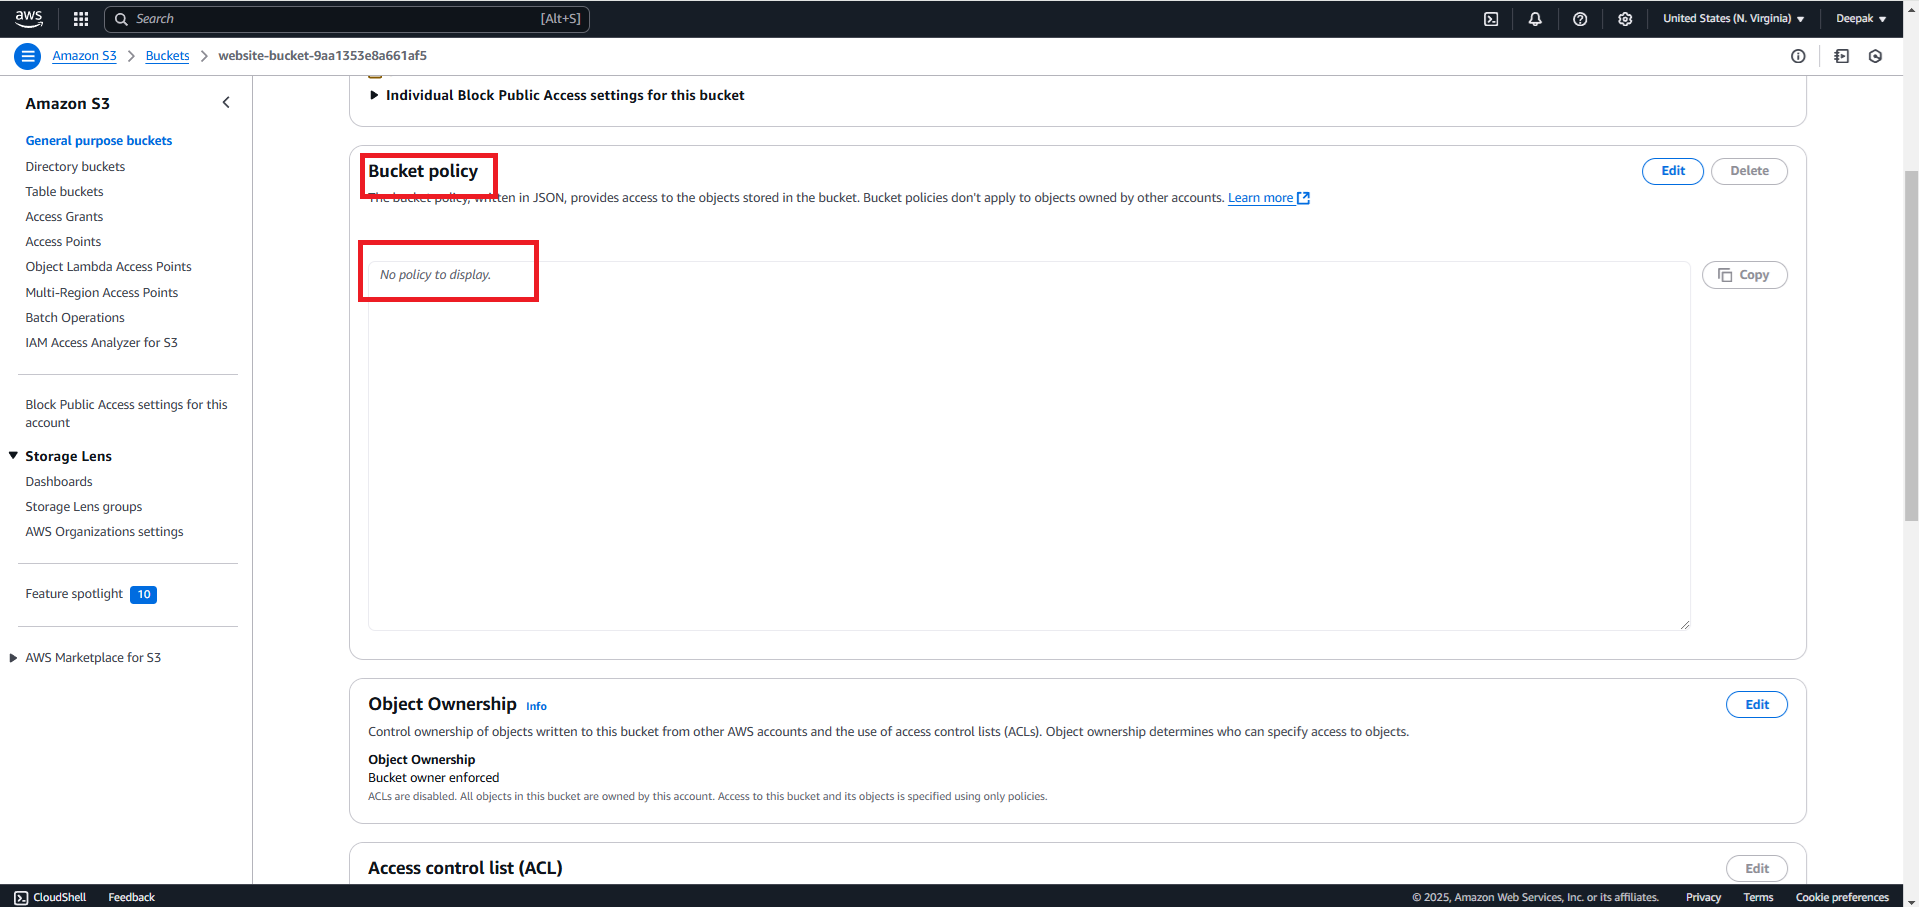 aws
Search [Alt+S]
United States (N. Virginia)
Deepak
Amazon S3
Buckets
website-bucket-9aa1353e8a661af5
Amazon S3
General purpose buckets
Directory buckets
Table buckets
Access Grants
Access Points
Object Lambda Access Points
Multi-Region Access Points
Batch Operations
IAM Access Analyzer for S3
Block Public Access settings for this
account
Storage Lens
Dashboards
Storage Lens groups
AWS Organizations settings
Feature spotlight 10
AWS Marketplace for S3
Individual Block Public Access settings for this bucket
Bucket policy
Edit
Delete
The bucket policy, written in JSON, provides access to the objects stored in the bucket. Bucket policies don't apply to objects owned by other accounts. Learn more
No policy to display.
Copy
Object Ownership Info
Edit
Control ownership of objects written to this bucket from other AWS accounts and the use of access control lists (ACLs). Object ownership determines who can specify access to objects.
Object Ownership
Bucket owner enforced
ACLs are disabled. All objects in this bucket are owned by this account. Access to this bucket and its objects is specified using only policies.
Access control list (ACL)
Edit
CloudShell
Feedback
© 2025, Amazon Web Services, Inc. or its affiliates.
Privacy
Terms
Cookie preferences